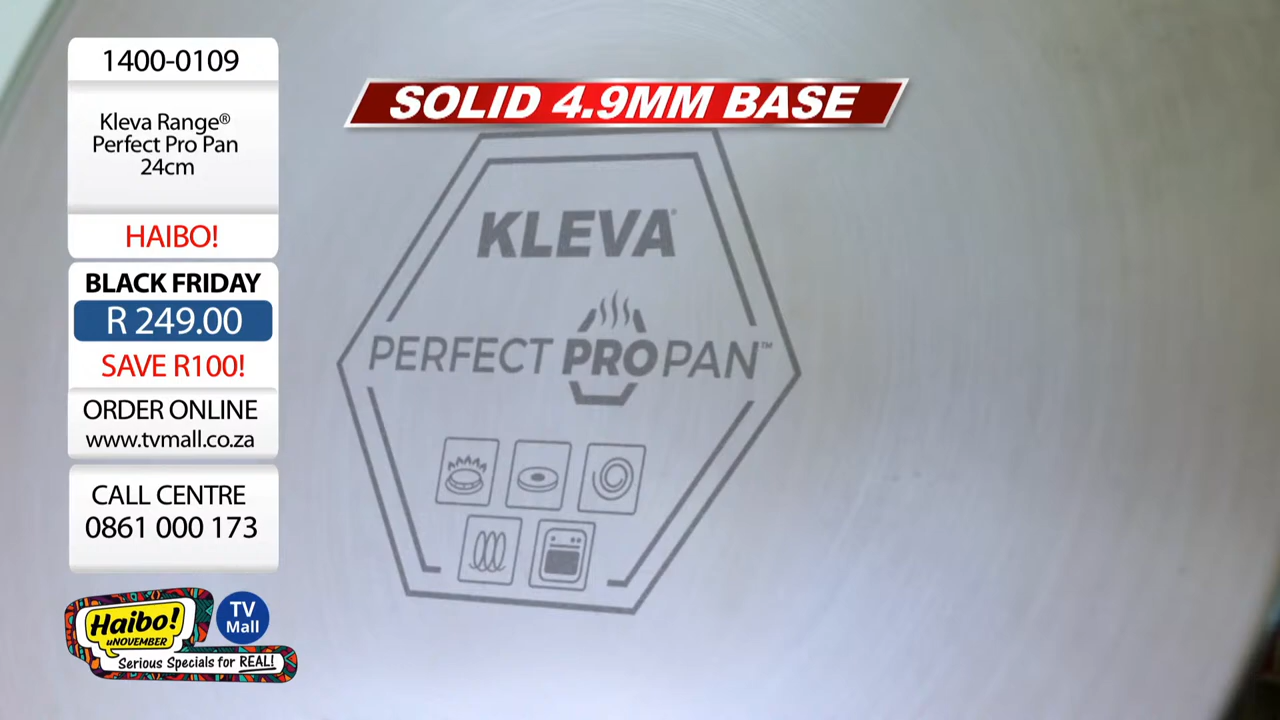 1400-0109
Kleva Range®
Perfect Pro Pan
24cm
HAIBO!
BLACK FRIDAY
R 249.00
SAVE R100!
ORDER ONLINE
www.tvmall.co.za
CALL CENTRE
0861 000 173
Haibo!
uNOVEMBER
Serious Specials for REAL!
TV
Mall
SOLID 4.9MM BASE
KLEVA®
PERFECT PRO PAN™